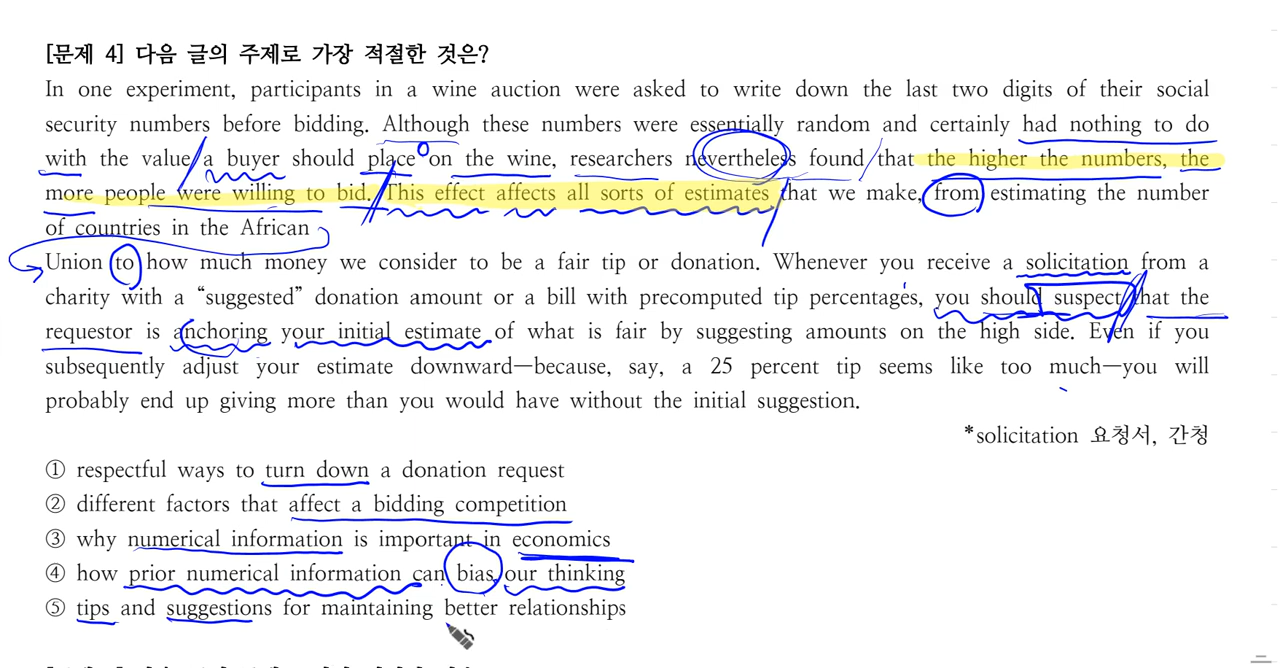 [문제 4] 다음 글의 주제로 가장 적절한 것은?
In one experiment, participants in a wine auction were asked to write down the last two digits of their social
security numbers before bidding. Although these numbers were essentially random and certainly had nothing to do
with the value a buyer should place on the wine, researchers nevertheless found that the higher the numbers, the
more people were willing to bid. This effect affects all sorts of estimates that we make, from estimating the number
of countries in the African
Union to how much money we consider to be a fair tip or donation. Whenever you receive a solicitation from a
charity with a “suggested” donation amount or a bill with precomputed tip percentages, you should suspect that the
requestor is anchoring your initial estimate of what is fair by suggesting amounts on the high side. Even if you
subsequently adjust your estimate downward—because, say, a 25 percent tip seems like too much—you will
probably end up giving more than you would have without the initial suggestion.
*solicitation 요청서, 간청
① respectful ways to turn down a donation request
② different factors that affect a bidding competition
③ why numerical information is important in economics
④ how prior numerical information can bias our thinking
⑤ tips and suggestions for maintaining better relationships